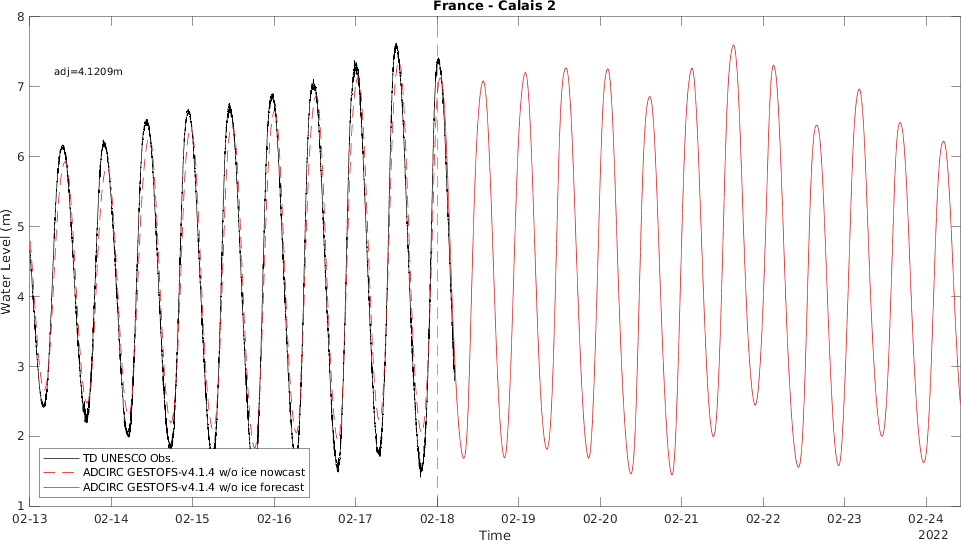 France - Calais 2
adj=4.1209m
8
7
6
5
4
3
2
1
Water Level (m)
TD UNESCO Obs.
ADCIRC GESTOFS-v4.1.4 w/o ice nowcast
ADCIRC GESTOFS-v4.1.4 w/o ice forecast
02-13 02-14 02-15 02-16 02-17 02-18 02-19 02-20 02-21 02-22 02-23 02-24
Time
2022